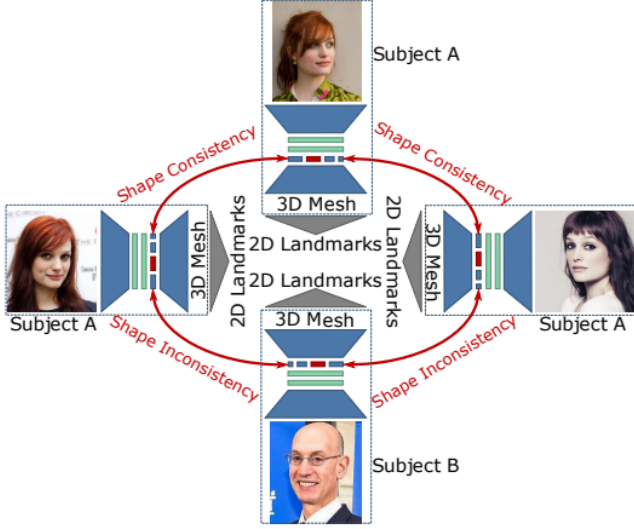 Subject A
Shape Consistency
Shape Consistency
3D Mesh
2D Landmarks
3D Mesh
2D Landmarks
2D Landmarks
3D Mesh
Subject A
2D Landmarks
3D Mesh
Subject A
Shape Inconsistency
Shape Inconsistency
Subject B